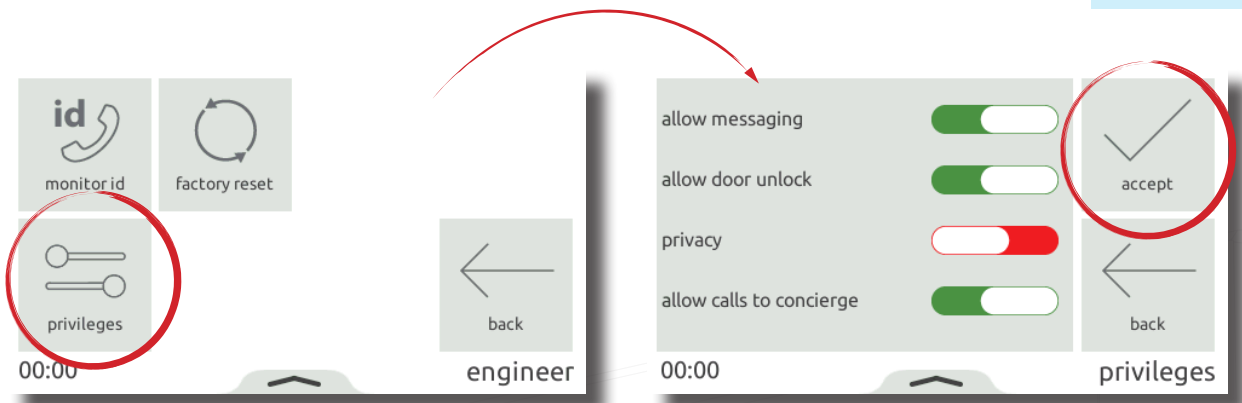 id
monitor id
factory reset
privileges
back
00:00
engineer
allow messaging
allow door unlock
privacy
allow calls to concierge
accept
back
00:00
privileges